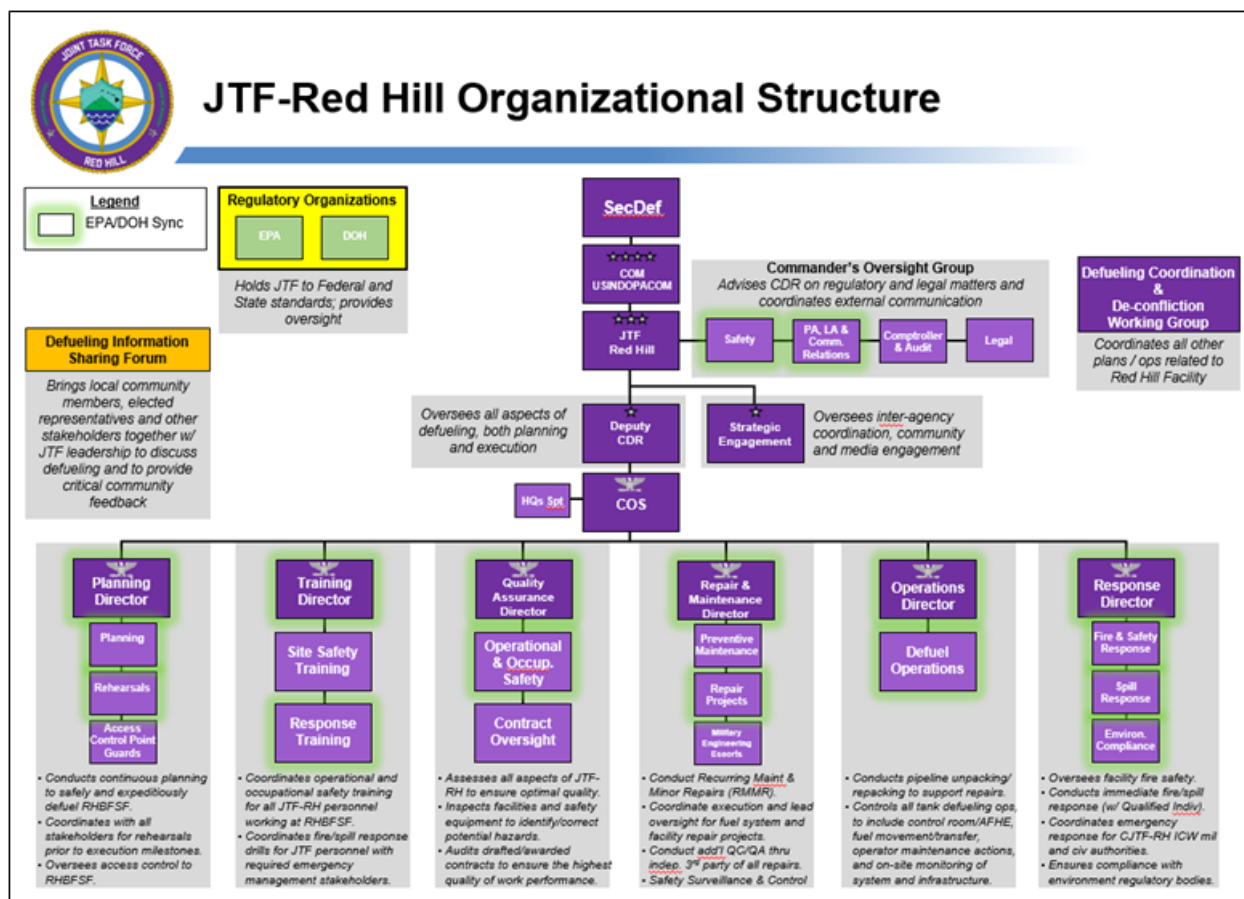 JOINT TASK FORCE
RED HILL
JTF-Red Hill Organizational Structure
Legend
EPA/DOH Sync
Regulatory Organizations
EPA
DOH
Holds JTF to Federal and
State standards; provides
oversight
Defueling Information
Sharing Forum
Brings local community
members, elected
representatives and other
stakeholders together w/
JTF leadership to discuss
defueling and to provide
critical community
feedback
SecDef
COM
USINDOPACOM
JTF
Red Hill
Commander's Oversight Group
Advises CDR on regulatory and legal matters and
coordinates external communication
Safety
PA, LA &
Comm.
Relations
Comptroller
& Audit
Legal
Defueling Coordination
&
De-confliction
Working Group
Coordinates all other
plans / ops related to
Red Hill Facility
Oversees all aspects of
defueling, both planning
and execution
Deputy
CDR
Strategic
Engagement
Oversees inter-agency
coordination, community
and media engagement
HQs Spt
COS
Planning
Director
Planning
Rehearsals
Access
Control Point
Guards
• Conducts continuous planning
to safely and expeditiously
defuel RHBFSF.
• Coordinates with all
stakeholders for rehearsals
prior to execution milestones.
• Oversees access control to
RHBFSF.
Training
Director
Site Safety
Training
Response
Training
• Coordinates operational and
occupational safety training
for all JTF-RH personnel
working at RHBFSF.
• Coordinates fire/spill response
drills for JTF personnel with
required emergency
management stakeholders.
Quality
Assurance
Director
Operational
& Occup.
Safety
Contract
Oversight
• Assesses all aspects of JTF-
RH to ensure optimal quality.
• Inspects facilities and safety
equipment to identify/correct
potential hazards.
• Audits drafted/awarded
contracts to ensure the highest
quality of work performance.
Repair &
Maintenance
Director
Preventive
Maintenance
Repair
Projects
Military
Engineering
Escorts
• Conduct Recurring Maint &
Minor Repairs (RMMR).
• Coordinate execution and lead
oversight for fuel system and
facility repair projects.
• Conduct add'l QC/QA thru
indep. 3rd party of all repairs.
• Safety Surveillance & Control
Operations
Director
Defuel
Operations
• Conducts pipeline unpacking/
repacking to support repairs.
• Controls all tank defueling ops,
to include control room/AFHE,
fuel movement/transfer,
operator maintenance actions,
and on-site monitoring of
system and infrastructure.
Response
Director
Fire & Safety
Response
Spill
Response
Environ.
Compliance
• Oversees facility fire safety.
• Conducts immediate fire/spill
response (w/ Qualified Indiv).
• Coordinates emergency
response for CJTF-RH ICW mil
and civ authorities.
• Ensures compliance with
environment regulatory bodies.